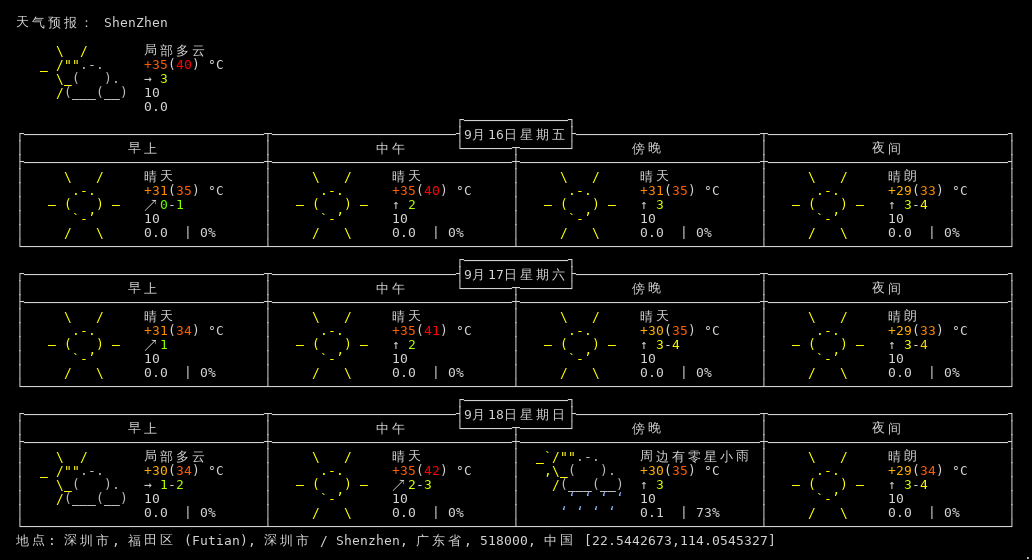 天气预报： ShenZhen
局部多云
+35(40) °C
→ 3
10
0.0
9月16日星期五
早上 中午 傍晚 夜间
晴天 晴天 晴天 晴朗
+31(35) °C +35(40) °C +31(35) °C +29(33) °C
↗ 0-1 ↑ 2 ↑ 3 ↑ 3-4
10 10 10 10
0.0 | 0% 0.0 | 0% 0.0 | 0% 0.0 | 0%
9月17日星期六
早上 中午 傍晚 夜间
晴天 晴天 晴天 晴朗
+31(34) °C +35(41) °C +30(35) °C +29(33) °C
↗ 1 ↑ 2 ↑ 3-4 ↑ 3-4
10 10 10 10
0.0 | 0% 0.0 | 0% 0.0 | 0% 0.0 | 0%
9月18日星期日
早上 中午 傍晚 夜间
局部多云 晴天 周边有零星小雨 晴朗
+30(34) °C +35(42) °C +30(35) °C +29(34) °C
→ 1-2 ↗ 2-3 ↑ 3 ↑ 3-4
10 10 10 10
0.0 | 0% 0.0 | 0% 0.1 | 73% 0.0 | 0%
地点: 深圳市, 福田区 (Futian), 深圳市 / Shenzhen, 广东省, 518000, 中国 [22.5442673,114.0545327]